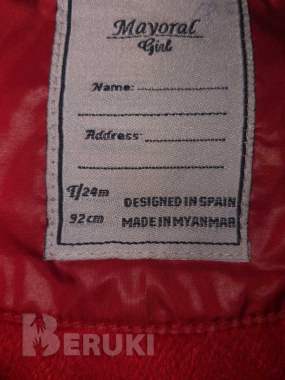 Mayoral
Girl
Name:
Address:
T/24m
92cm
DESIGNED IN SPAIN
MADE IN MYANMAR
BERUKI